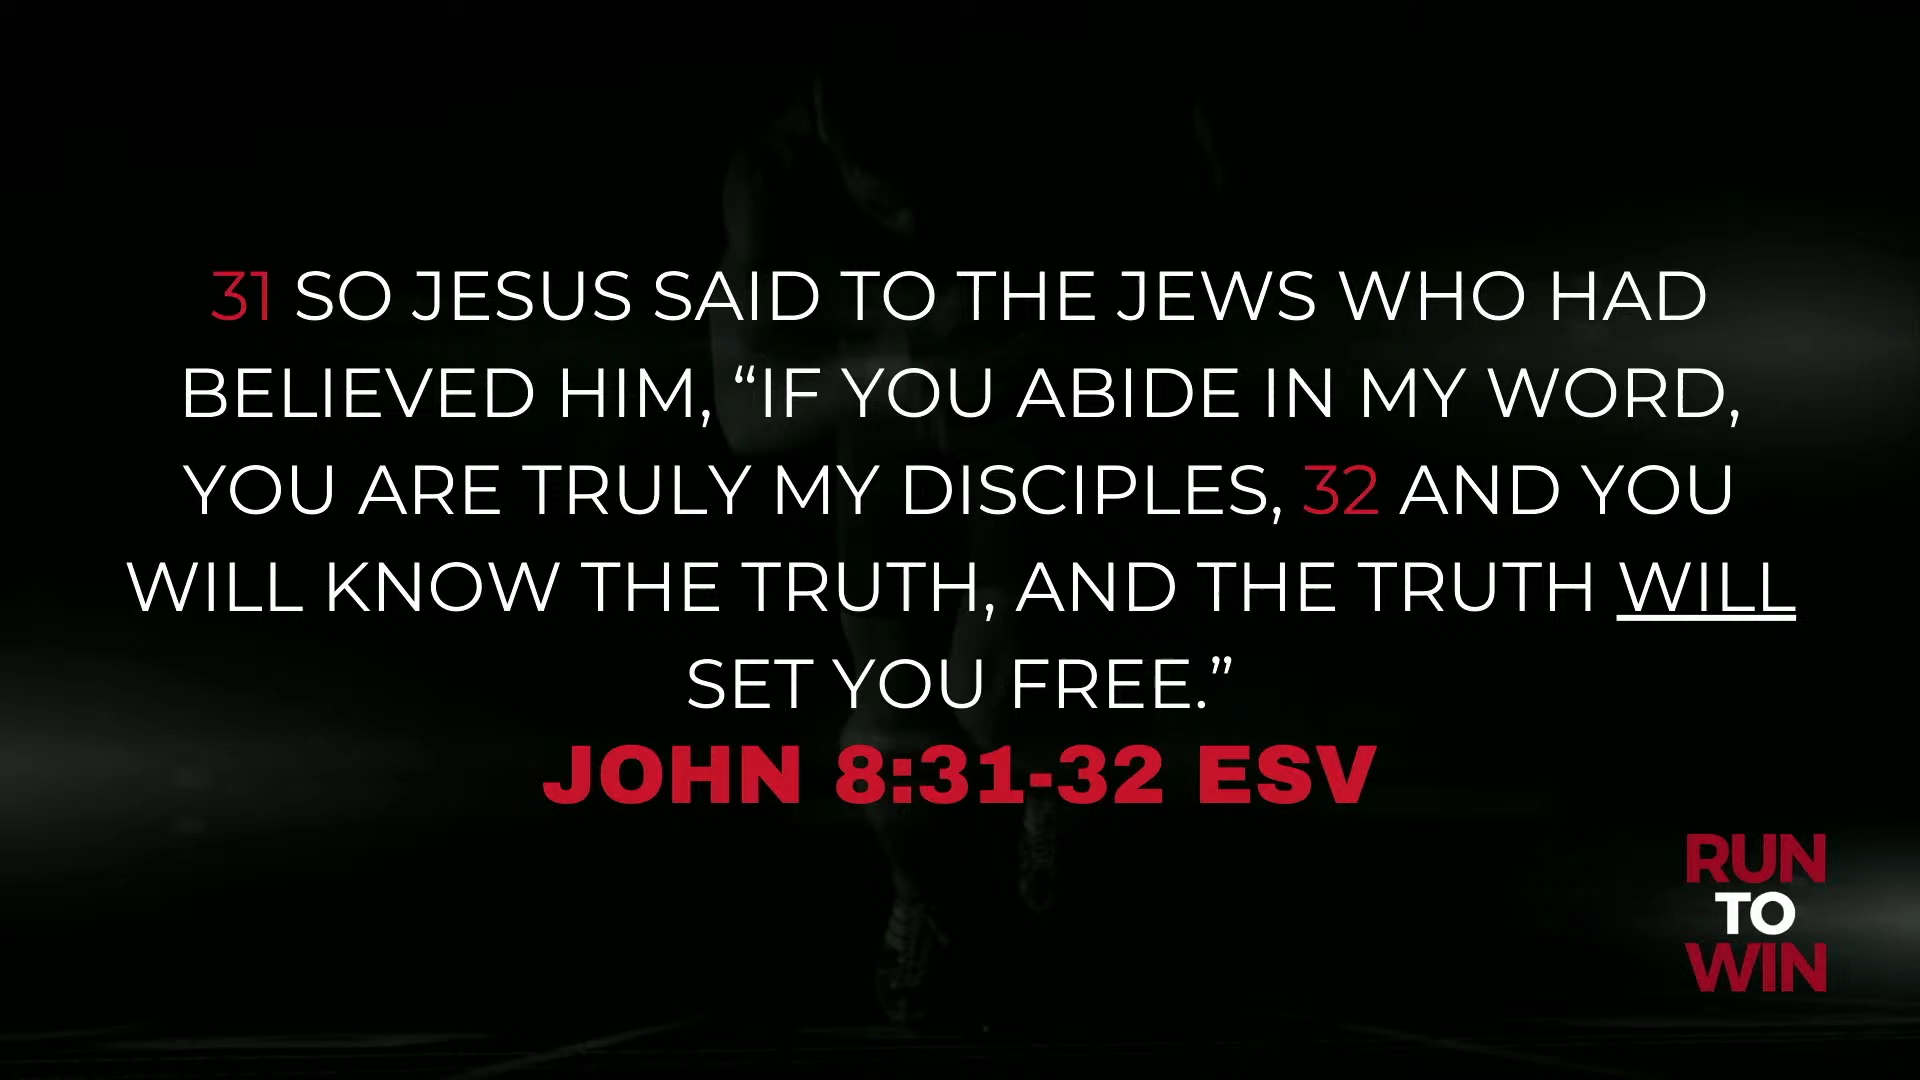 31 SO JESUS SAID TO THE JEWS WHO HAD
BELIEVED HIM, “IF YOU ABIDE IN MY WORD,
YOU ARE TRULY MY DISCIPLES, 32 AND YOU
WILL KNOW THE TRUTH, AND THE TRUTH WILL
SET YOU FREE.”
JOHN 8:31-32 ESV
RUN
TO
WIN